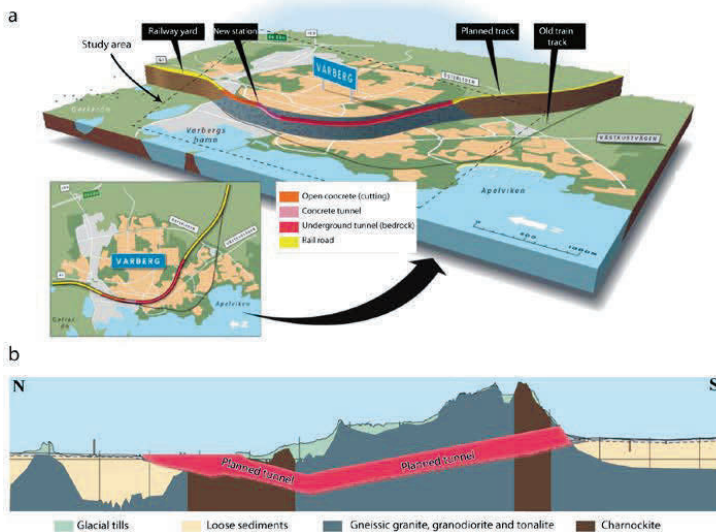 a
Railway yard
New station
Planned track
Old train
track
Study area
VARBERG
Varbergs
hamn
VÄSTKUSTVÄGEN
Apelviken
Open concrete (cutting)
Concrete tunnel
Underground tunnel (bedrock)
Rail road
VARBERG
Apelviken
b
N
S
Planned tunnel
Planned tunnel
Glacial tills
Loose sediments
Gneissic granite, granodiorite and tonalite
Charnockite